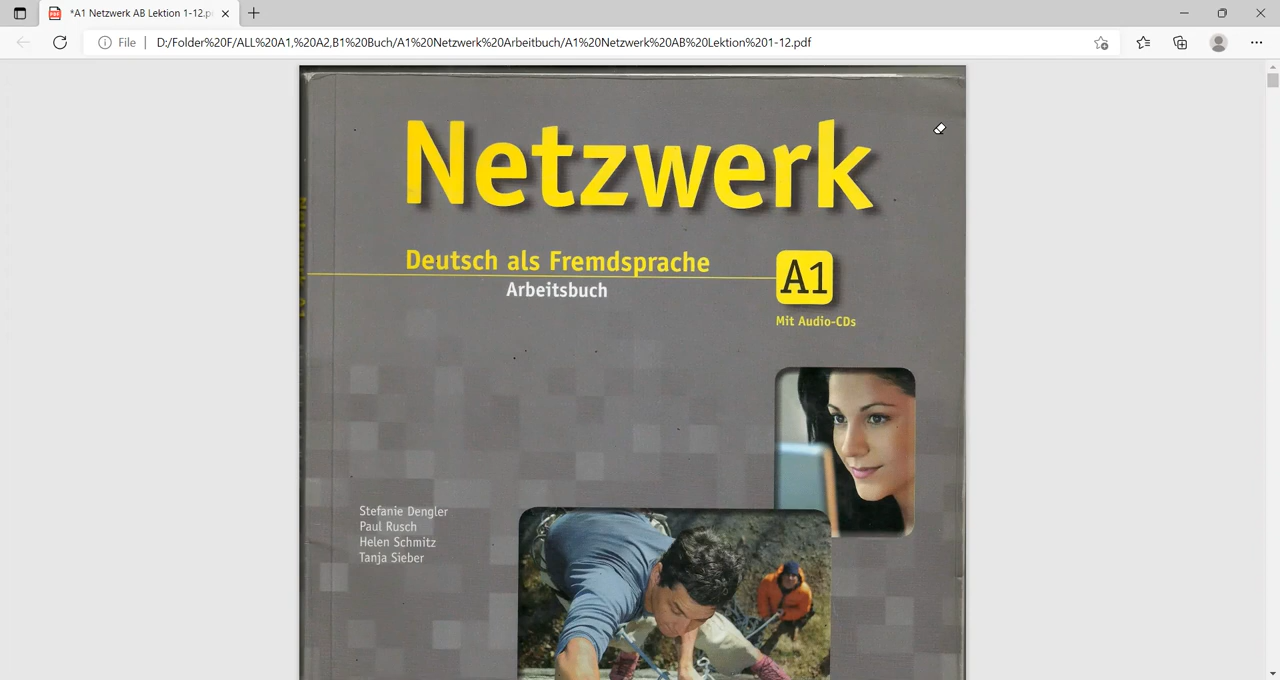 *A1 Netzwerk AB Lektion 1-12.p
File
D:/Folder%20F/ALL%20A1,%20A2,B1%20Buch/A1%20Netzwerk%20Arbeitbuch/A1%20Netzwerk%20AB%20Lektion%201-12.pdf
Netzwerk
Deutsch als Fremdsprache
A1
Arbeitsbuch
Mit Audio-CDs
Stefanie Dengler
Paul Rusch
Helen Schmitz
Tanja Sieber